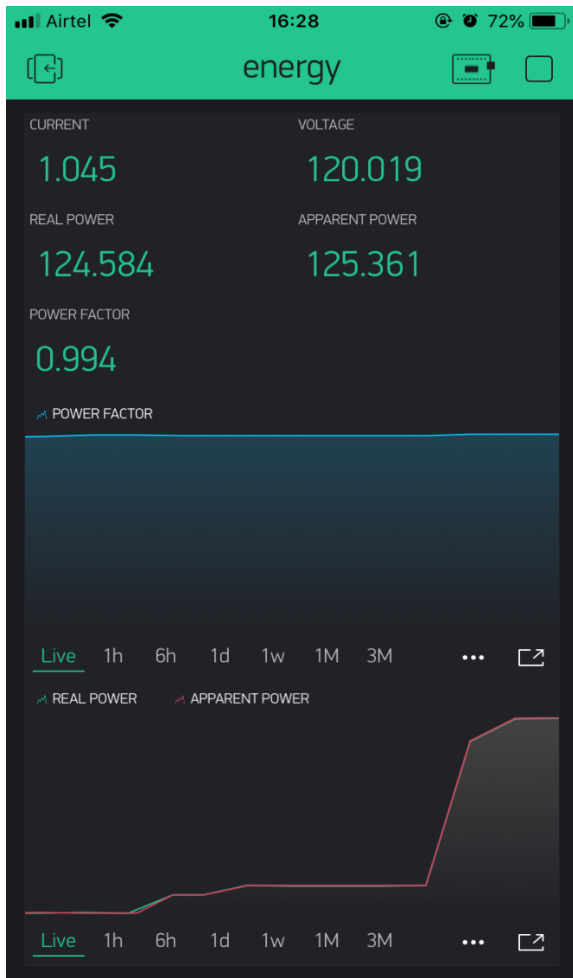 Airtel 16:28 72%
energy
CURRENT VOLTAGE
1.045 120.019
REAL POWER APPARENT POWER
124.584 125.361
POWER FACTOR
0.994
POWER FACTOR
Live 1h 6h 1d 1w 1M 3M
REAL POWER APPARENT POWER
Live 1h 6h 1d 1w 1M 3M